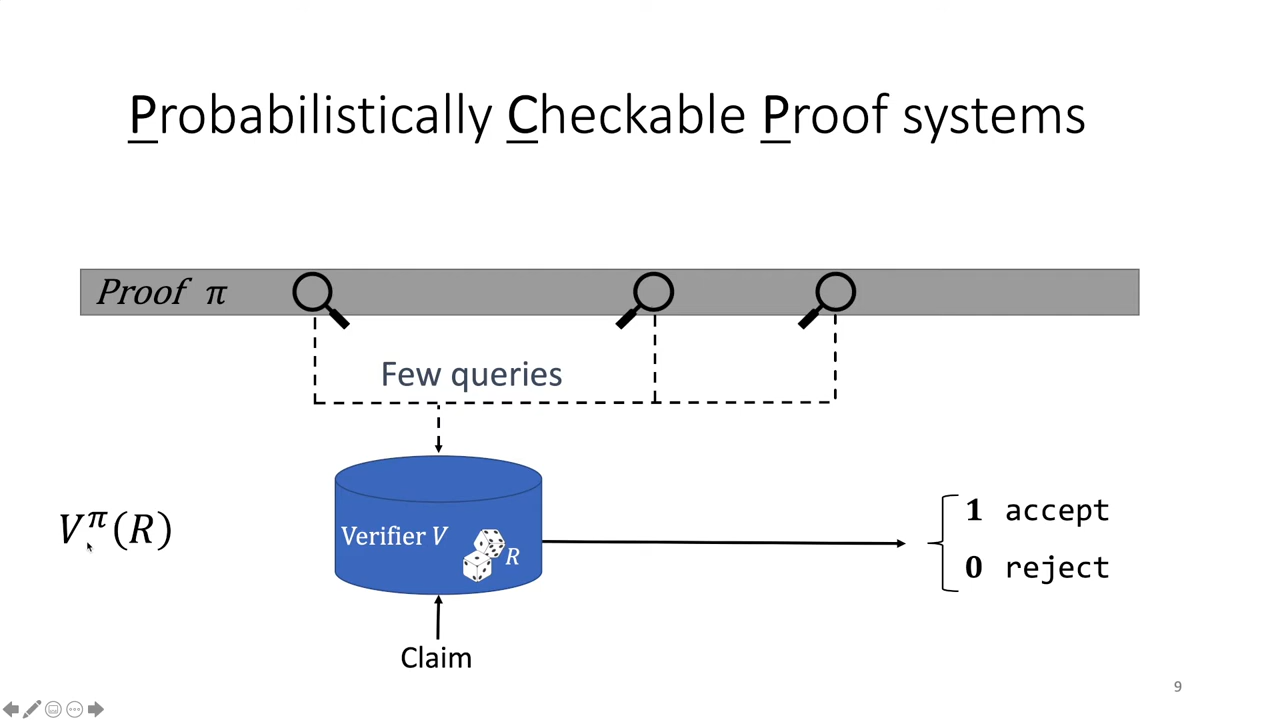 Probabilistically Checkable Proof systems
Proof π
Few queries
V^π(R)
Verifier V
R
1 accept
0 reject
Claim
9